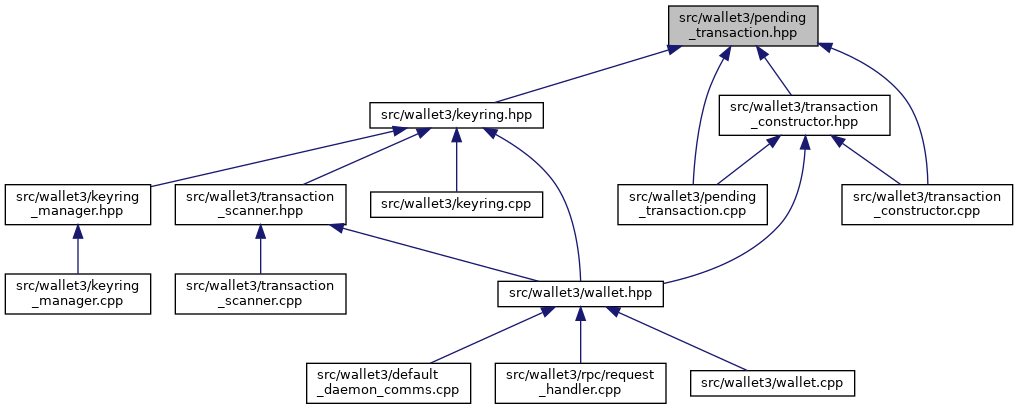 src/wallet3/pending
_transaction.hpp
src/wallet3/keyring.hpp
src/wallet3/transaction
_constructor.hpp
src/wallet3/keyring
_manager.hpp
src/wallet3/transaction
_scanner.hpp
src/wallet3/keyring.cpp
src/wallet3/pending
_transaction.cpp
src/wallet3/transaction
_constructor.cpp
src/wallet3/keyring
_manager.cpp
src/wallet3/transaction
_scanner.cpp
src/wallet3/wallet.hpp
src/wallet3/default
_daemon_comms.cpp
src/wallet3/rpc/request
_handler.cpp
src/wallet3/wallet.cpp